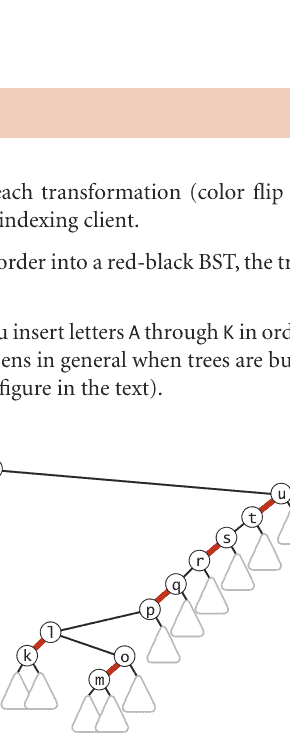 each transformation (color flip
indexing client.
order into a red-black BST, the tr
u insert letters A through K in ord
ens in general when trees are bu
figure in the text).
u
t
s
r
q
p
l
k
o
m